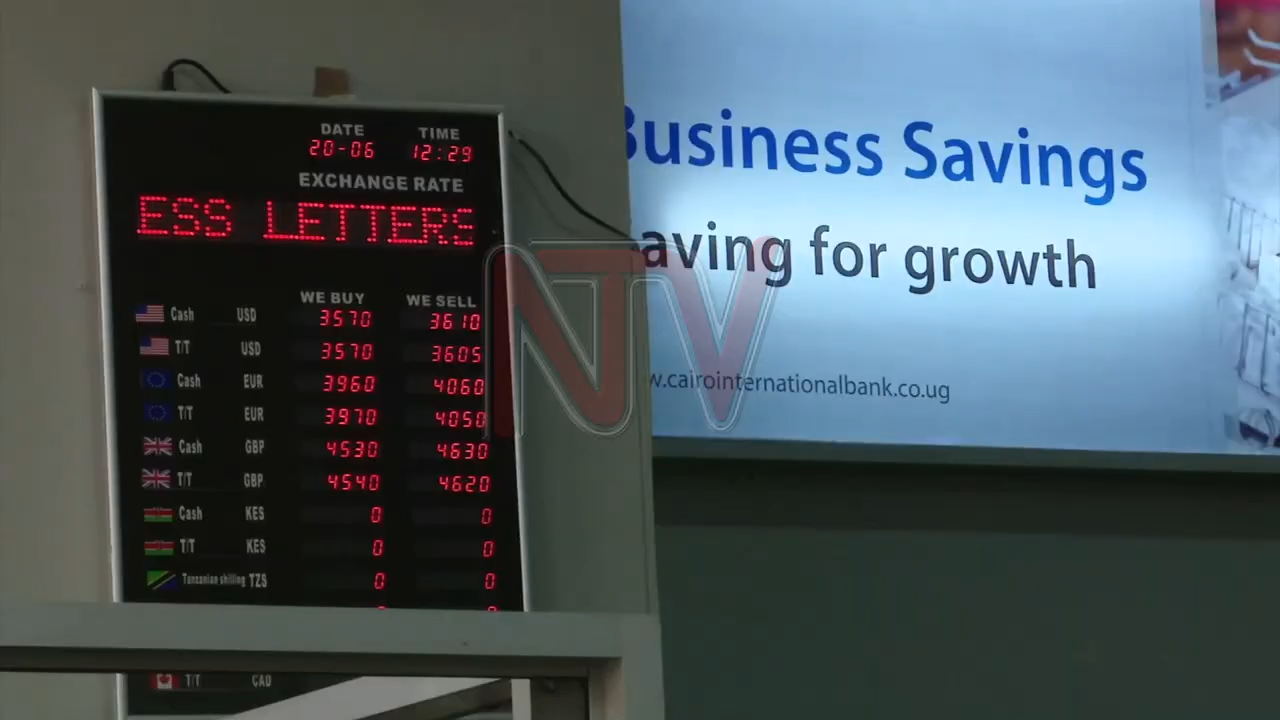 DATE TIME
20-06 12:29
EXCHANGE RATE
ESS LETTERS
WE BUY WE SELL
Cash USD 3570 3610
T/T USD 3570 3605
Cash EUR 3960 4060
T/T EUR 3970 4050
Cash GBP 4530 4630
T/T GBP 4540 4620
Cash KES 0 0
T/T KES 0 0
Tanzanian shilling TZS 0 0
T/T CAD
Business Savings
aving for growth
w.cairointernationalbank.co.ug
NTV